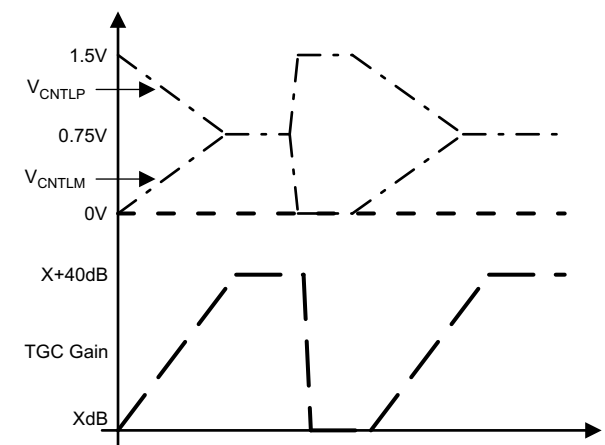 1.5V
VCNTLP
0.75V
VCNTLM
0V
X+40dB
TGC Gain
XdB